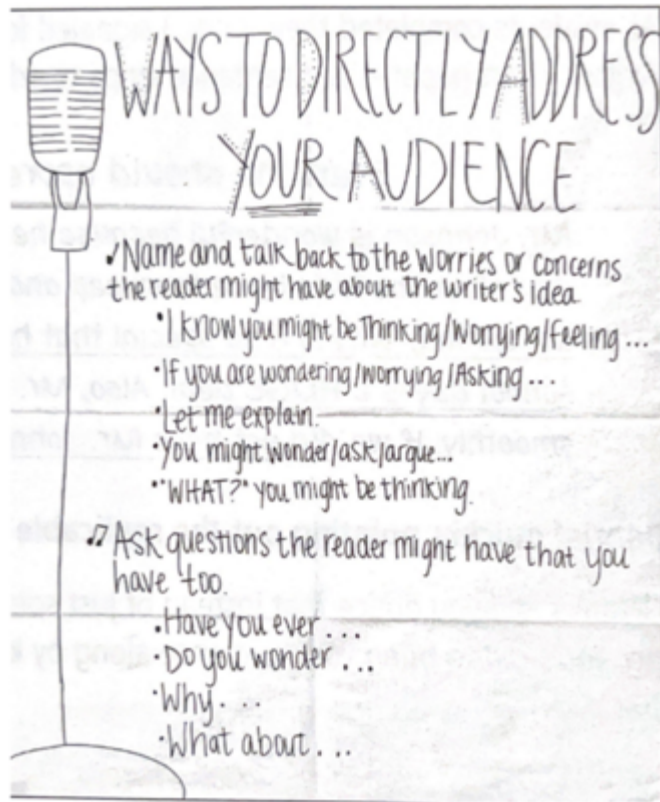 WAYS TO DIRECTLY ADDRESS
YOUR AUDIENCE
Name and talk back to the worries or concerns
the reader might have about the writer's idea.
•I know you might be Thinking/Worrying/feeling...
•If you are wondering/worrying/Asking...
•Let me explain.
•You might wonder/ask/argue...
•"WHAT?" you might be thinking.
♫ Ask questions the reader might have that you
have too.
•Have you ever...
•Do you wonder...
•Why...
•What about...